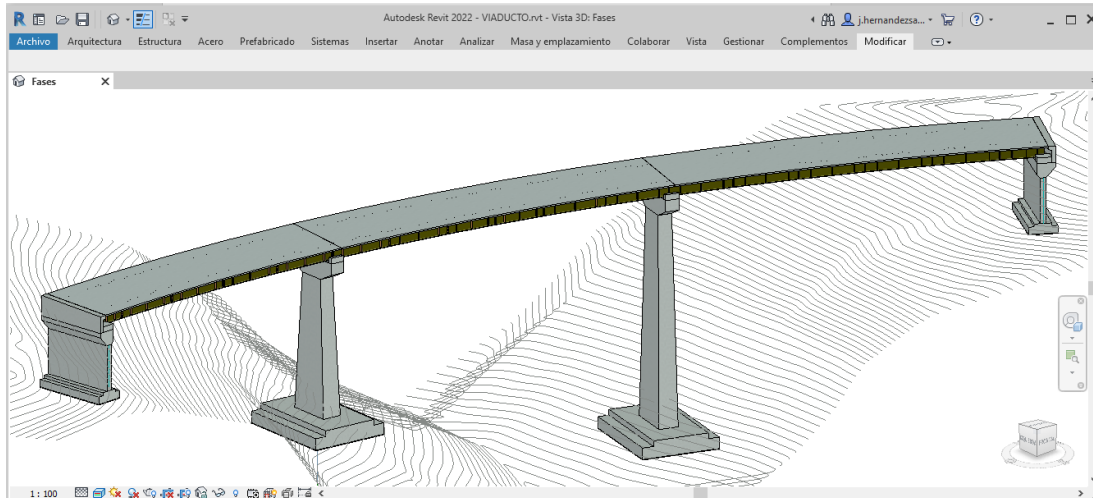 Autodesk Revit 2022 - VIADUCTO.rvt - Vista 3D: Fases
j.hernandezsa...
Archivo Arquitectura Estructura Acero Prefabricado Sistemas Insertar Anotar Analizar Masa y emplazamiento Colaborar Vista Gestionar Complementos Modificar
Fases
1 : 100